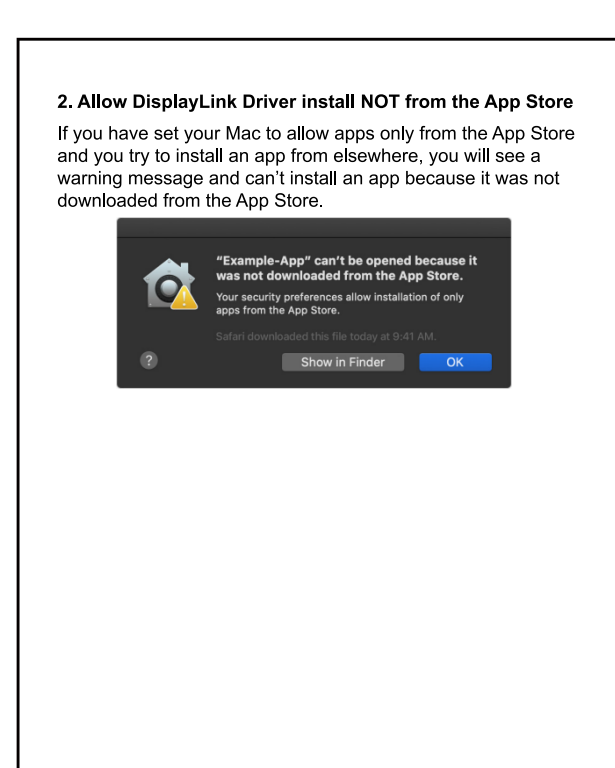 2. Allow DisplayLink Driver install NOT from the App Store
If you have set your Mac to allow apps only from the App Store
and you try to install an app from elsewhere, you will see a
warning message and can’t install an app because it was not
downloaded from the App Store.
“Example-App” can’t be opened because it
was not downloaded from the App Store.
Your security preferences allow installation of only
apps from the App Store.
Safari downloaded this file today at 9:41 AM.
?
Show in Finder
OK